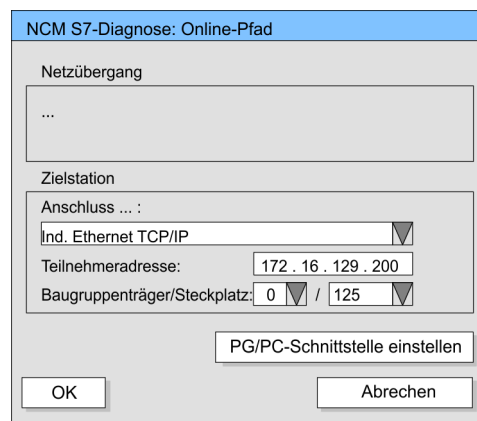 NCM S7-Diagnose: Online-Pfad
Netzübergang
...
Zielstation
Anschluss ... :
Ind. Ethernet TCP/IP
Teilnehmeradresse: 172 . 16 . 129 . 200
Baugruppenträger/Steckplatz: 0 / 125
PG/PC-Schnittstelle einstellen
OK Abrechen